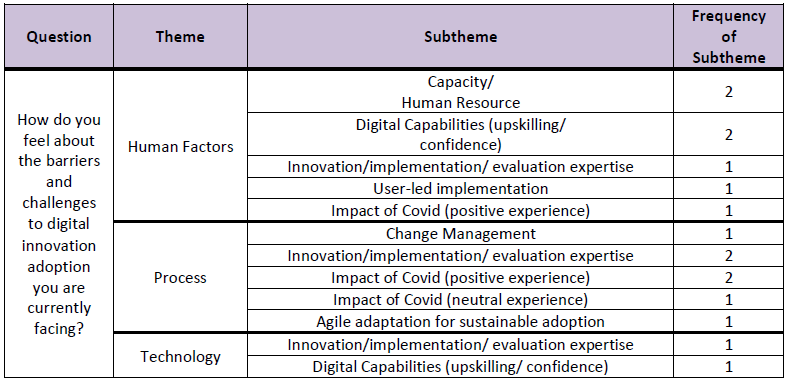 Question Theme Subtheme Frequency
of
Subtheme
How do you
feel about
the barriers
and
challenges
to digital
innovation
adoption
you are
currently
facing?
Human Factors
Capacity/
Human Resource
2
Digital Capabilities (upskilling/
confidence)
2
Innovation/implementation/ evaluation expertise 1
User-led implementation 1
Impact of Covid (positive experience) 1
Process
Change Management 1
Innovation/implementation/ evaluation expertise 2
Impact of Covid (positive experience) 2
Impact of Covid (neutral experience) 1
Agile adaptation for sustainable adoption 1
Technology
Innovation/implementation/ evaluation expertise 1
Digital Capabilities (upskilling/ confidence) 1